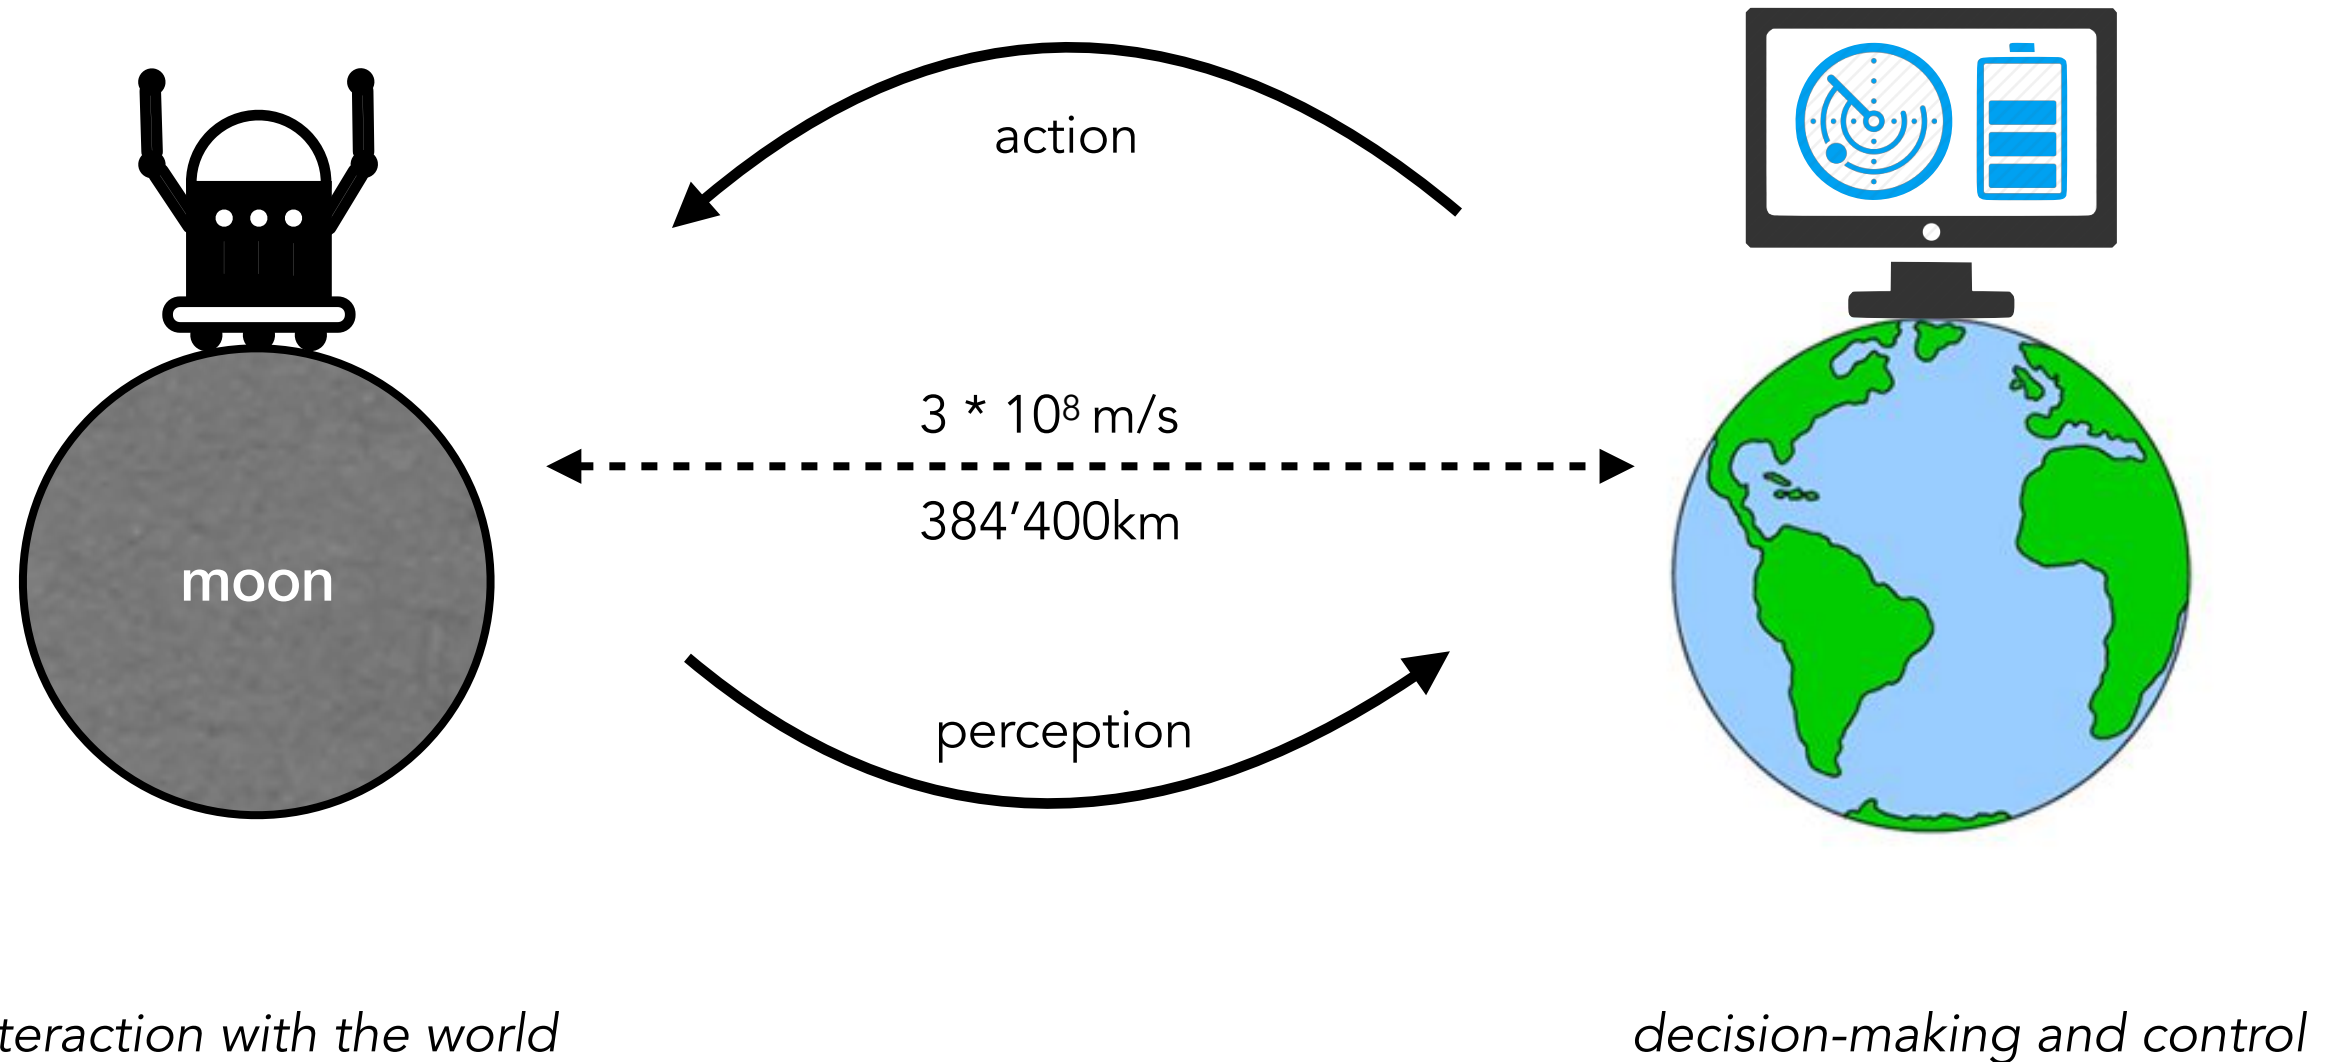 action
3 * 10⁸ m/s
384’400km
moon
perception
teraction with the world
decision-making and control